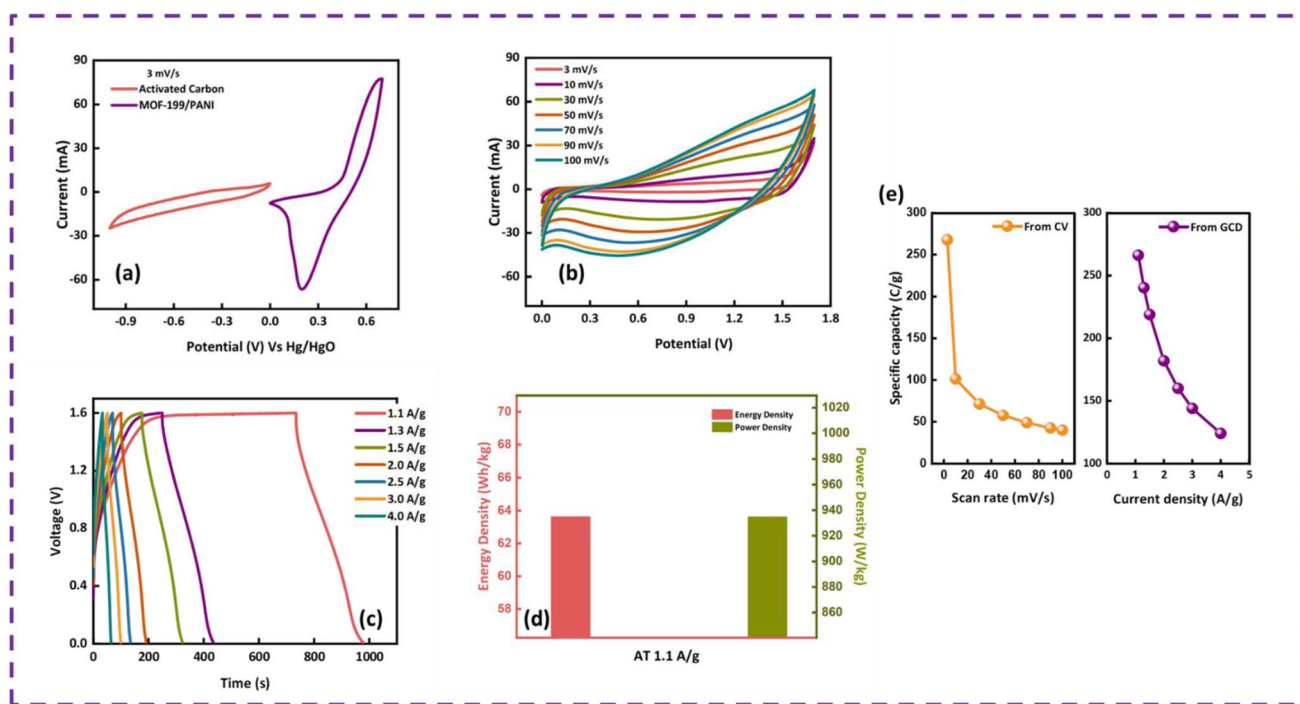 90
60
30
0
-30
-60
Current (mA)
3 mV/s
Activated Carbon
MOF-199/PANI
(a)
-0.9
-0.6
-0.3
0.0
0.3
0.6
Potential (V) Vs Hg/HgO
90
60
30
0
-30
-60
Current (mA)
3 mV/s
10 mV/s
30 mV/s
50 mV/s
70 mV/s
90 mV/s
100 mV/s
(b)
0.0
0.3
0.6
0.9
1.2
1.5
1.8
Potential (V)
1.6
1.2
0.8
0.4
0.0
Voltage (V)
1.1 A/g
1.3 A/g
1.5 A/g
2.0 A/g
2.5 A/g
3.0 A/g
4.0 A/g
(c)
0
200
400
600
800
1000
Time (s)
70
68
66
64
62
60
58
Energy Density (Wh/kg)
Energy Density
Power Density
(d)
AT 1.1 A/g
1020
1000
980
960
940
920
900
880
860
Power Density (W/kg)
(e)
300
250
200
150
100
50
0
Specific capacity (C/g)
From CV
0
20
40
60
80
100
Scan rate (mV/s)
300
250
200
150
100
From GCD
0
1
2
3
4
5
Current density (A/g)